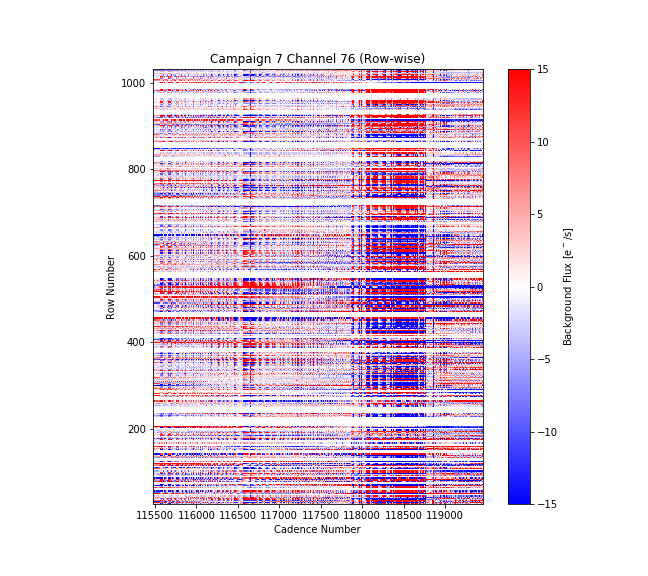 Campaign 7 Channel 76 (Row-wise)
1000
800
600
400
200
Row Number
115500 116000 116500 117000 117500 118000 118500 119000
Cadence Number
15
10
5
0
−5
−10
−15
Background Flux [e⁻/s]